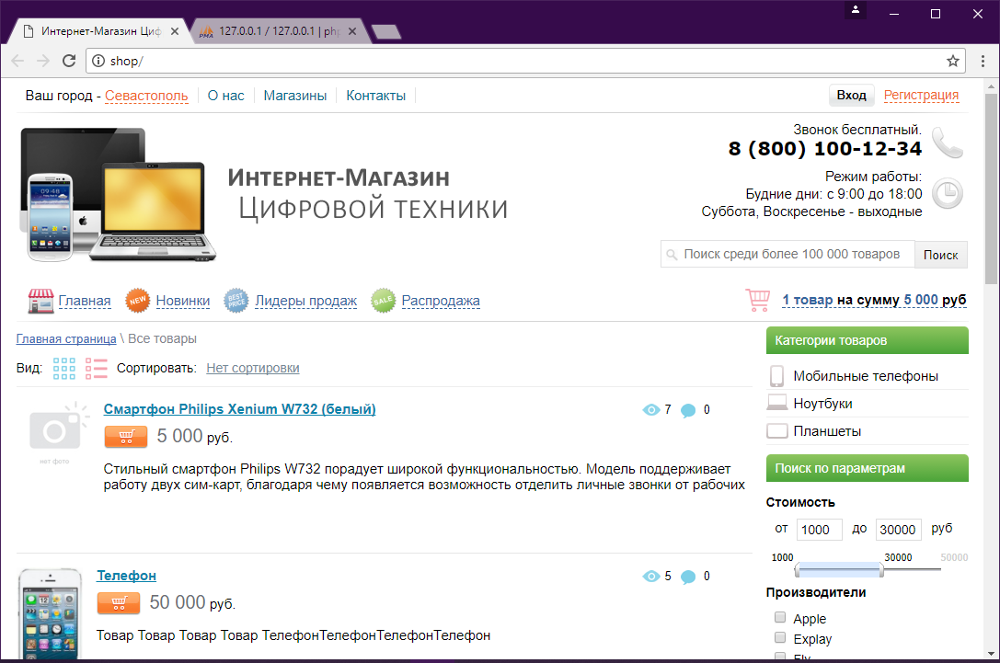 Интернет-Магазин Циф
127.0.0.1 / 127.0.0.1 | php
shop/
Ваш город - Севастополь
О нас
Магазины
Контакты
Вход
Регистрация
09:48
Интернет-Магазин
Цифровой техники
Звонок бесплатный.
8 (800) 100-12-34
Режим работы:
Будние дни: с 9:00 до 18:00
Суббота, Воскресенье - выходные
Поиск среди более 100 000 товаров
Поиск
Главная
NEW
Новинки
BEST PRICE
Лидеры продаж
SALE
Распродажа
1 товар на сумму 5 000 руб
Главная страница \ Все товары
Вид:
Сортировать: Нет сортировки
нет фото
Смартфон Philips Xenium W732 (белый)
7
0
5 000 руб.
Стильный смартфон Philips W732 порадует широкой функциональностью. Модель поддерживает
работу двух сим-карт, благодаря чему появляется возможность отделить личные звонки от рабочих
Телефон
5
0
50 000 руб.
Товар Товар Товар Товар ТелефонТелефонТелефонТелефон
Категории товаров
Мобильные телефоны
Ноутбуки
Планшеты
Поиск по параметрам
Стоимость
от 1000 до 30000 руб
1000 30000 50000
Производители
Apple
Explay
Fly